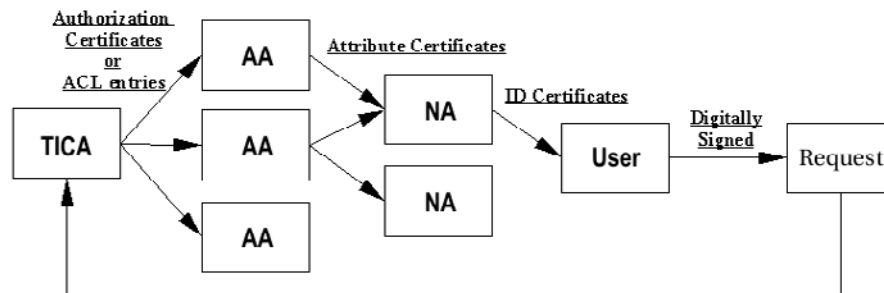 Authorization
Certificates
or
ACL entries
AA
Attribute Certificates
NA
ID Certificates
TICA
AA
User
Digitally
Signed
Request
NA
AA